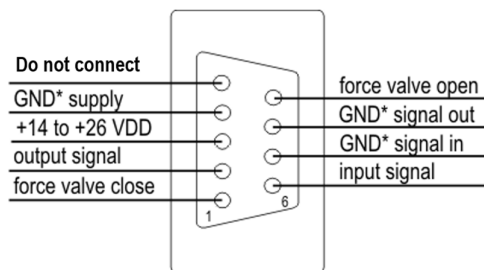 Do not connect
GND* supply
+14 to +26 VDD
output signal
force valve close
force valve open
GND* signal out
GND* signal in
input signal
1
6